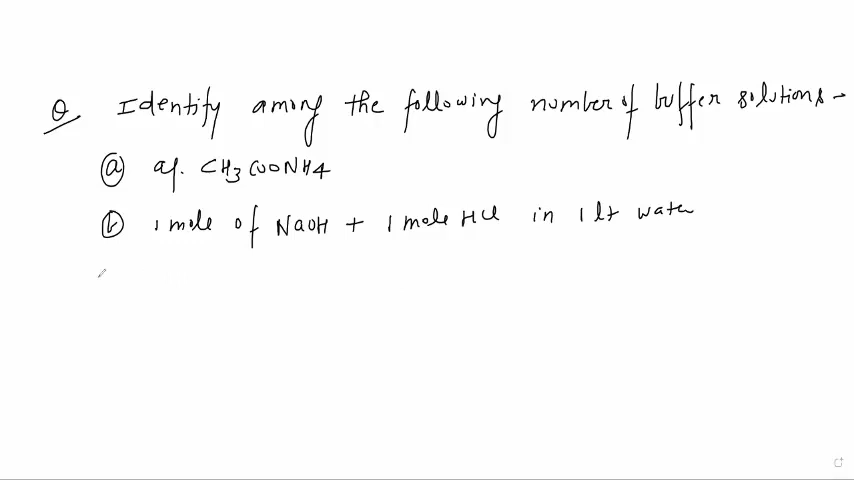 Q Identify among the following number of buffer solutions -
(a) aq. CH3COONH4
(b) 1 mole of NaOH + 1 mole HCl in 1 lt water